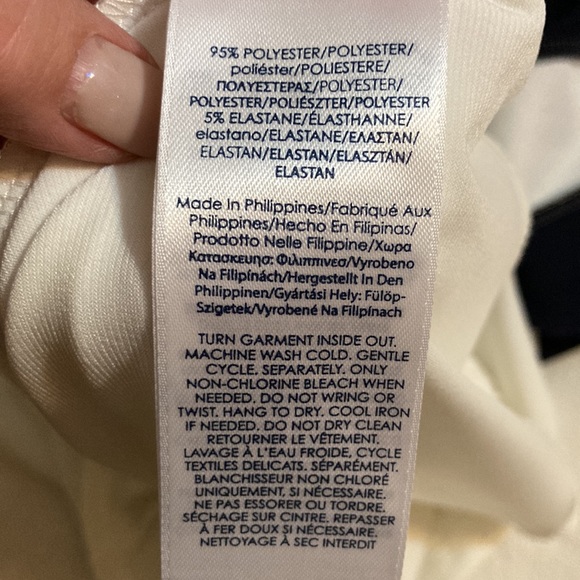 95% POLYESTER/POLYESTER/
poliéster/POLIESTERE/
ΠΟΛΥΕΣΤΕΡΑΣ/POLYESTER/
POLYESTER/POLIÉSZTER/POLYESTER
5% ELASTANE/ÉLASTHANNE/
elastano/ELASTANE/ΕΛΑΣΤΑΝ/
ELASTAN/ELASTAN/ELASZTÁN/
ELASTAN
Made In Philippines/Fabriqué Aux
Philippines/Hecho En Filipinas/
Prodotto Nelle Filippine/Χωρα
Κατασκευησ: Φιλιππινεσ/Vyrobeno
Na Filipínách/Hergestellt In Den
Philippinen/Gyártási Hely: Fülöp-
Szigetek/Vyrobené Na Filipínach
TURN GARMENT INSIDE OUT.
MACHINE WASH COLD. GENTLE
CYCLE. SEPARATELY. ONLY
NON-CHLORINE BLEACH WHEN
NEEDED. DO NOT WRING OR
TWIST. HANG TO DRY. COOL IRON
IF NEEDED. DO NOT DRY CLEAN
RETOURNER LE VÊTEMENT.
LAVAGE À L'EAU FROIDE, CYCLE
TEXTILES DELICATS. SÉPARÉMENT.
BLANCHISSEUR NON CHLORÉ
UNIQUEMENT, SI NÉCESSAIRE.
NE PAS ESSORER OU TORDRE.
SÉCHAGE SUR CINTRE. REPASSER
À FER DOUX SI NÉCESSAIRE.
NETTOYAGE À SEC INTERDIT